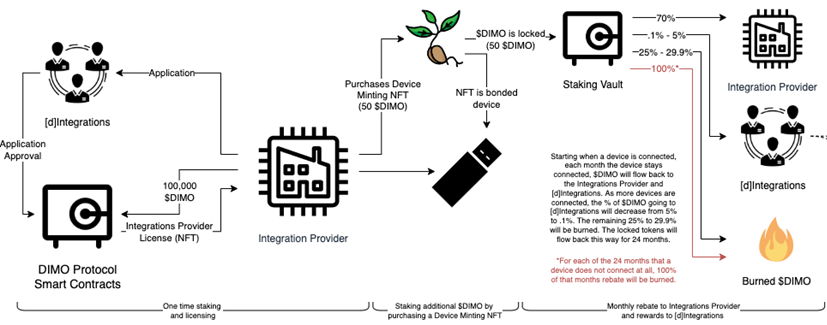 Application
[d]Integrations
Application
Approval
100,000
$DIMO
Integrations Provider
License (NFT)
DIMO Protocol
Smart Contracts
Integration Provider
Purchases Device
Minting NFT
(50 $DIMO)
$DIMO is locked
(50 $DIMO)
NFT is bonded
device
Staking Vault
70%
.1% - 5%
25% - 29.9%
100%*
Integration Provider
[d]Integrations
Burned $DIMO
Starting when a device is connected,
each month the device stays
connected, $DIMO will flow back to
the Integrations Provider and
[d]Integrations. As more devices are
connected, the % of $DIMO going to
[d]Integrations will decrease from 5%
to .1%. The remaining 25% to 29.9%
will be burned. The locked tokens will
flow back this way for 24 months.
*For each of the 24 months that a
device does not connect at all, 100%
of that months rebate will be burned.
One time staking
and licensing
Staking additional $DIMO by
purchasing a Device Minting NFT
Monthly rebate to Integrations Provider
and rewards to [d]Integrations